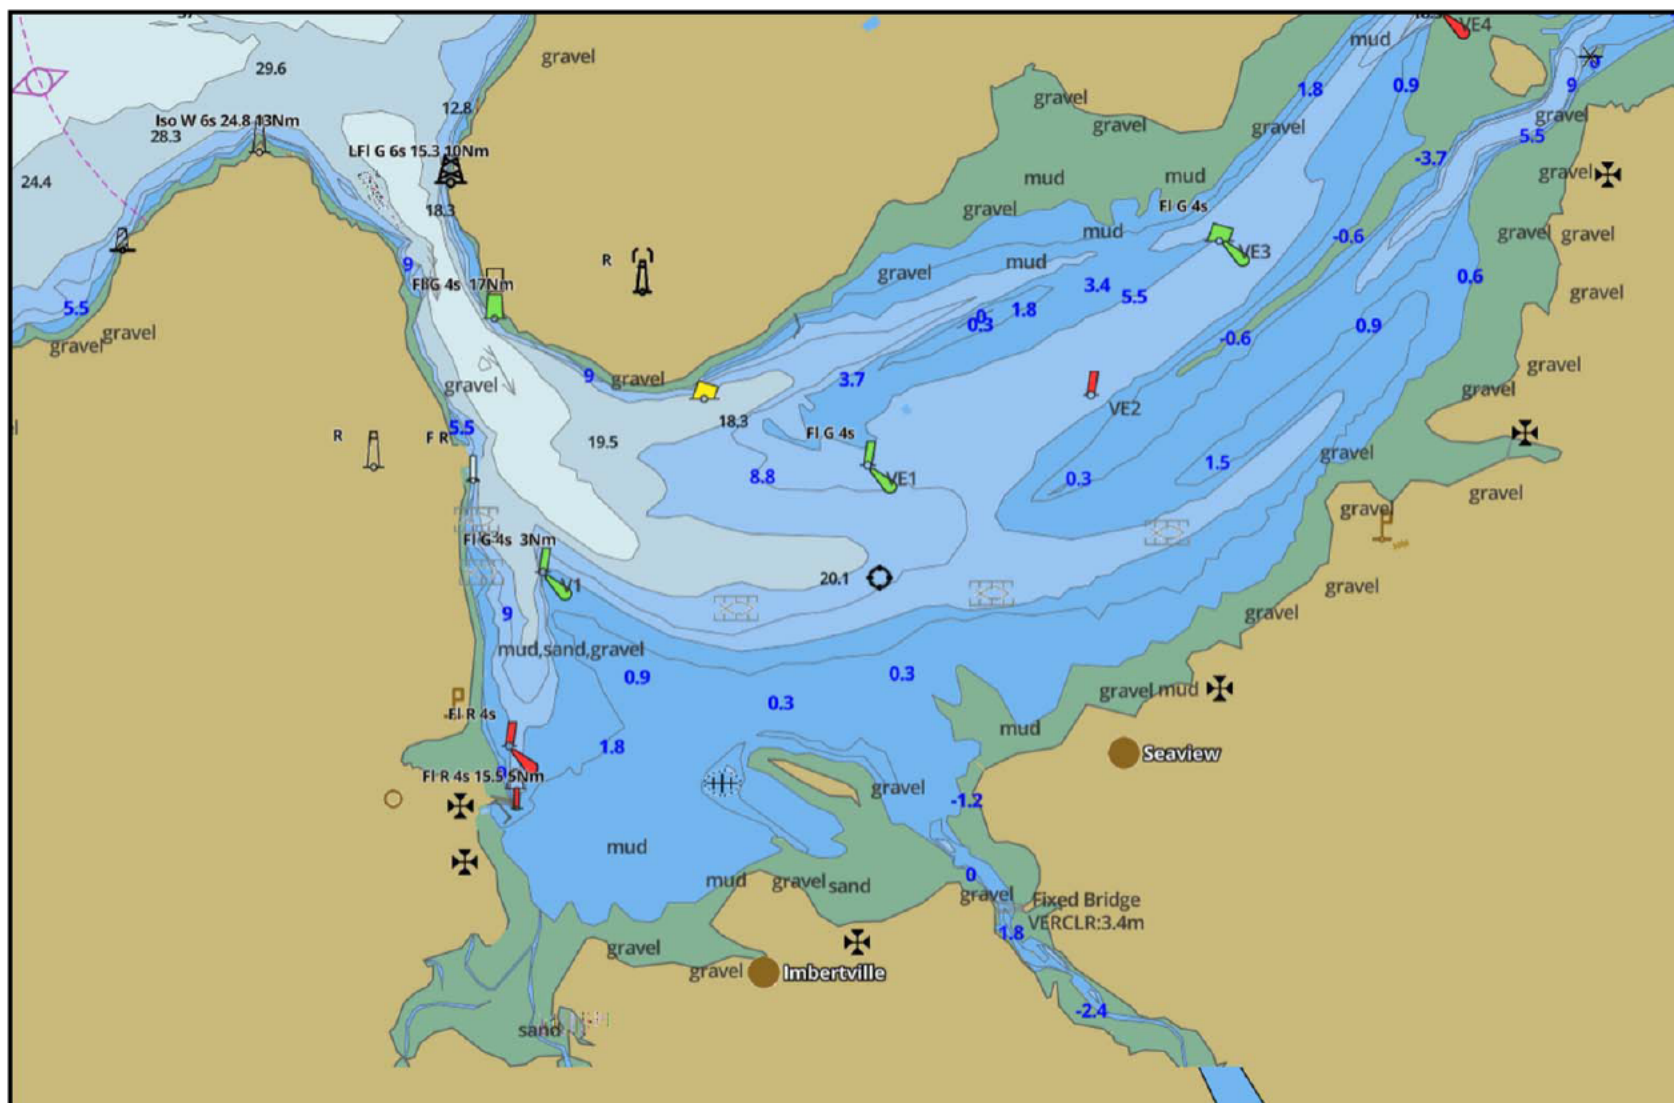 VE4
mud
gravel
29.6
0
1.8
0.9
9
12.8
gravel
Iso W 6s 24.8 13Nm
gravel
gravel
gravel
28.3
5.5
LFl G 6s 15.3 10Nm
-3.7
gravel
mud
mud
24.4
18.3
gravel
Fl G 4s
mud
-0.6
gravel
gravel
R
VE3
9
mud
gravel
0.6
Fl G 4s 17Nm
3.4
5.5
gravel
5.5
1.8
0
0.3
0.9
gravel
gravel
-0.6
gravel
9
gravel
3.7
gravel
gravel
VE2
18.3
R
F R
5.5
19.5
Fl G 4s
gravel
8.8
VE1
0.3
1.5
gravel
gravel
Fl G 4s 3Nm
V1
20.1
gravel
9
gravel
mud,sand,gravel
0.9
0.3
gravel mud
0.3
Fl R 4s
mud
1.8
Seaview
Fl R 4s 15.5 5Nm
gravel
-1.2
mud
0
mud
gravel sand
gravel
Fixed Bridge
VERCLR:3.4m
1.8
gravel
gravel
Imbertville
-2.4
sand